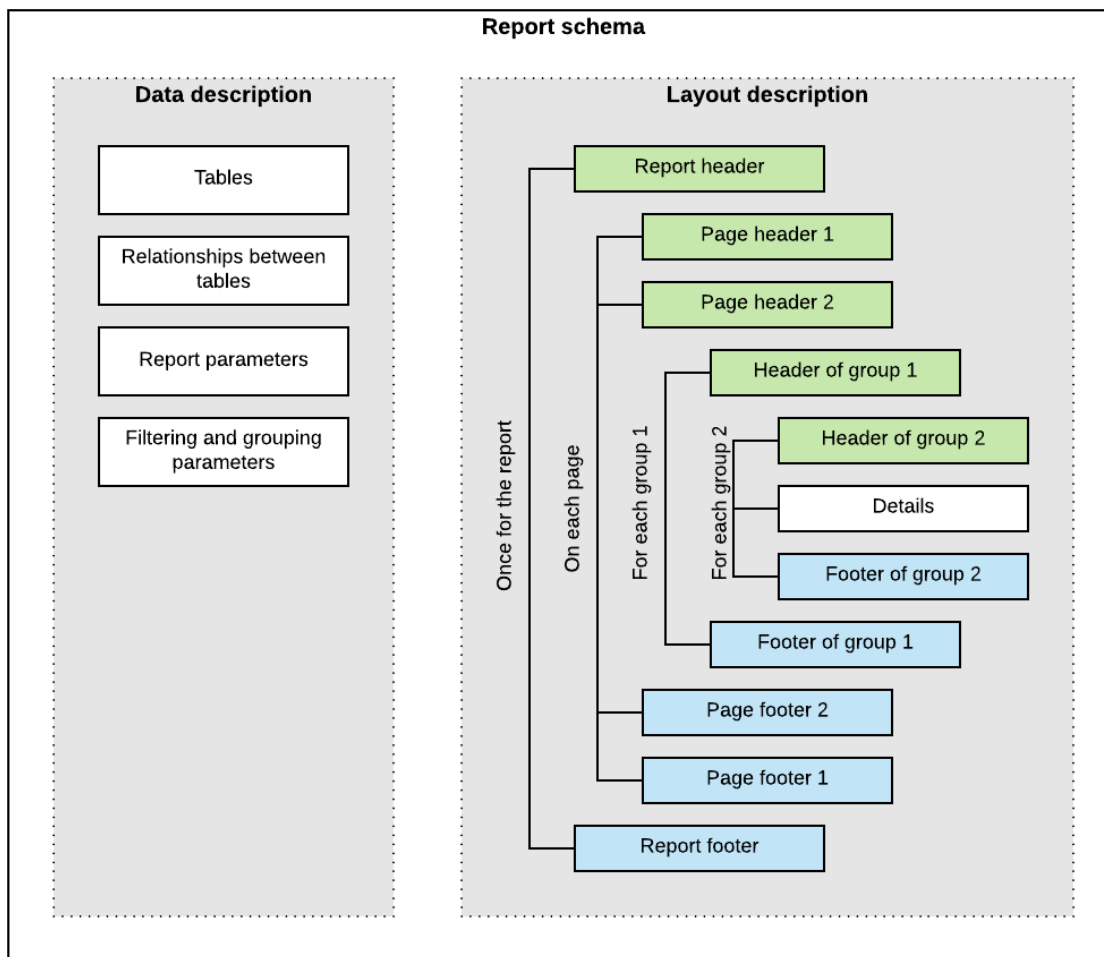 Report schema
Data description
Tables
Relationships between
tables
Report parameters
Filtering and grouping
parameters
Layout description
Once for the report
On each page
For each group 1
For each group 2
Report header
Page header 1
Page header 2
Header of group 1
Header of group 2
Details
Footer of group 2
Footer of group 1
Page footer 2
Page footer 1
Report footer